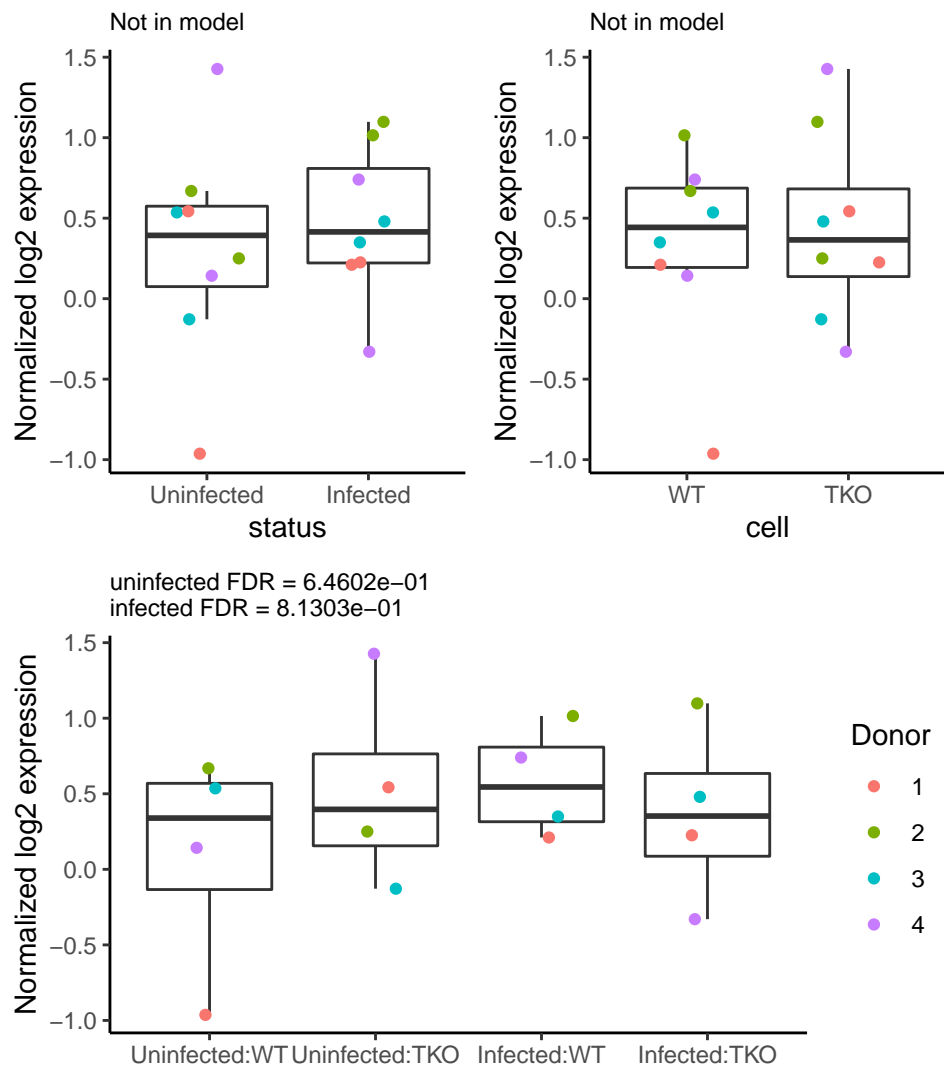 Not in model
Normalized log2 expression
1.5
1.0
0.5
0.0
−0.5
−1.0
Uninfected Infected
status
Not in model
Normalized log2 expression
1.5
1.0
0.5
0.0
−0.5
−1.0
WT TKO
cell
uninfected FDR = 6.4602e−01
infected FDR = 8.1303e−01
Normalized log2 expression
1.5
1.0
0.5
0.0
−0.5
−1.0
Uninfected:WT Uninfected:TKO Infected:WT Infected:TKO
Donor
1
2
3
4